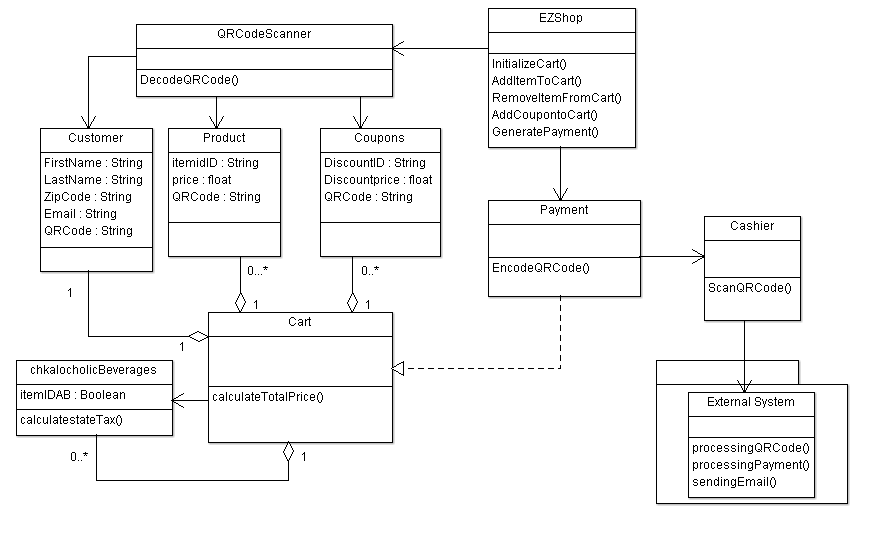 EZShop
InitializeCart()
AddItemToCart()
RemoveItemFromCart()
AddCoupontoCart()
GeneratePayment()
QRCodeScanner
DecodeQRCode()
Customer
FirstName : String
LastName : String
ZipCode : String
Email : String
QRCode : String
Product
itemidID : String
price : float
QRCode : String
Coupons
DiscountID : String
Discountprice : float
QRCode : String
Payment
EncodeQRCode()
Cashier
ScanQRCode()
1
0...*
0..*
1
1
1
Cart
calculateTotalPrice()
chkalocholicBeverages
itemIDAB : Boolean
calculatestateTax()
0..*
1
External System
processingQRCode()
processingPayment()
sendingEmail()